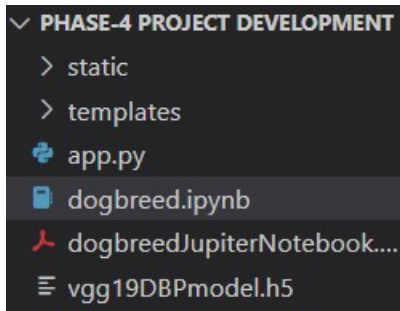 PHASE-4 PROJECT DEVELOPMENT
static
templates
app.py
dogbreed.ipynb
dogbreedJupiterNotebook....
vgg19DBPmodel.h5